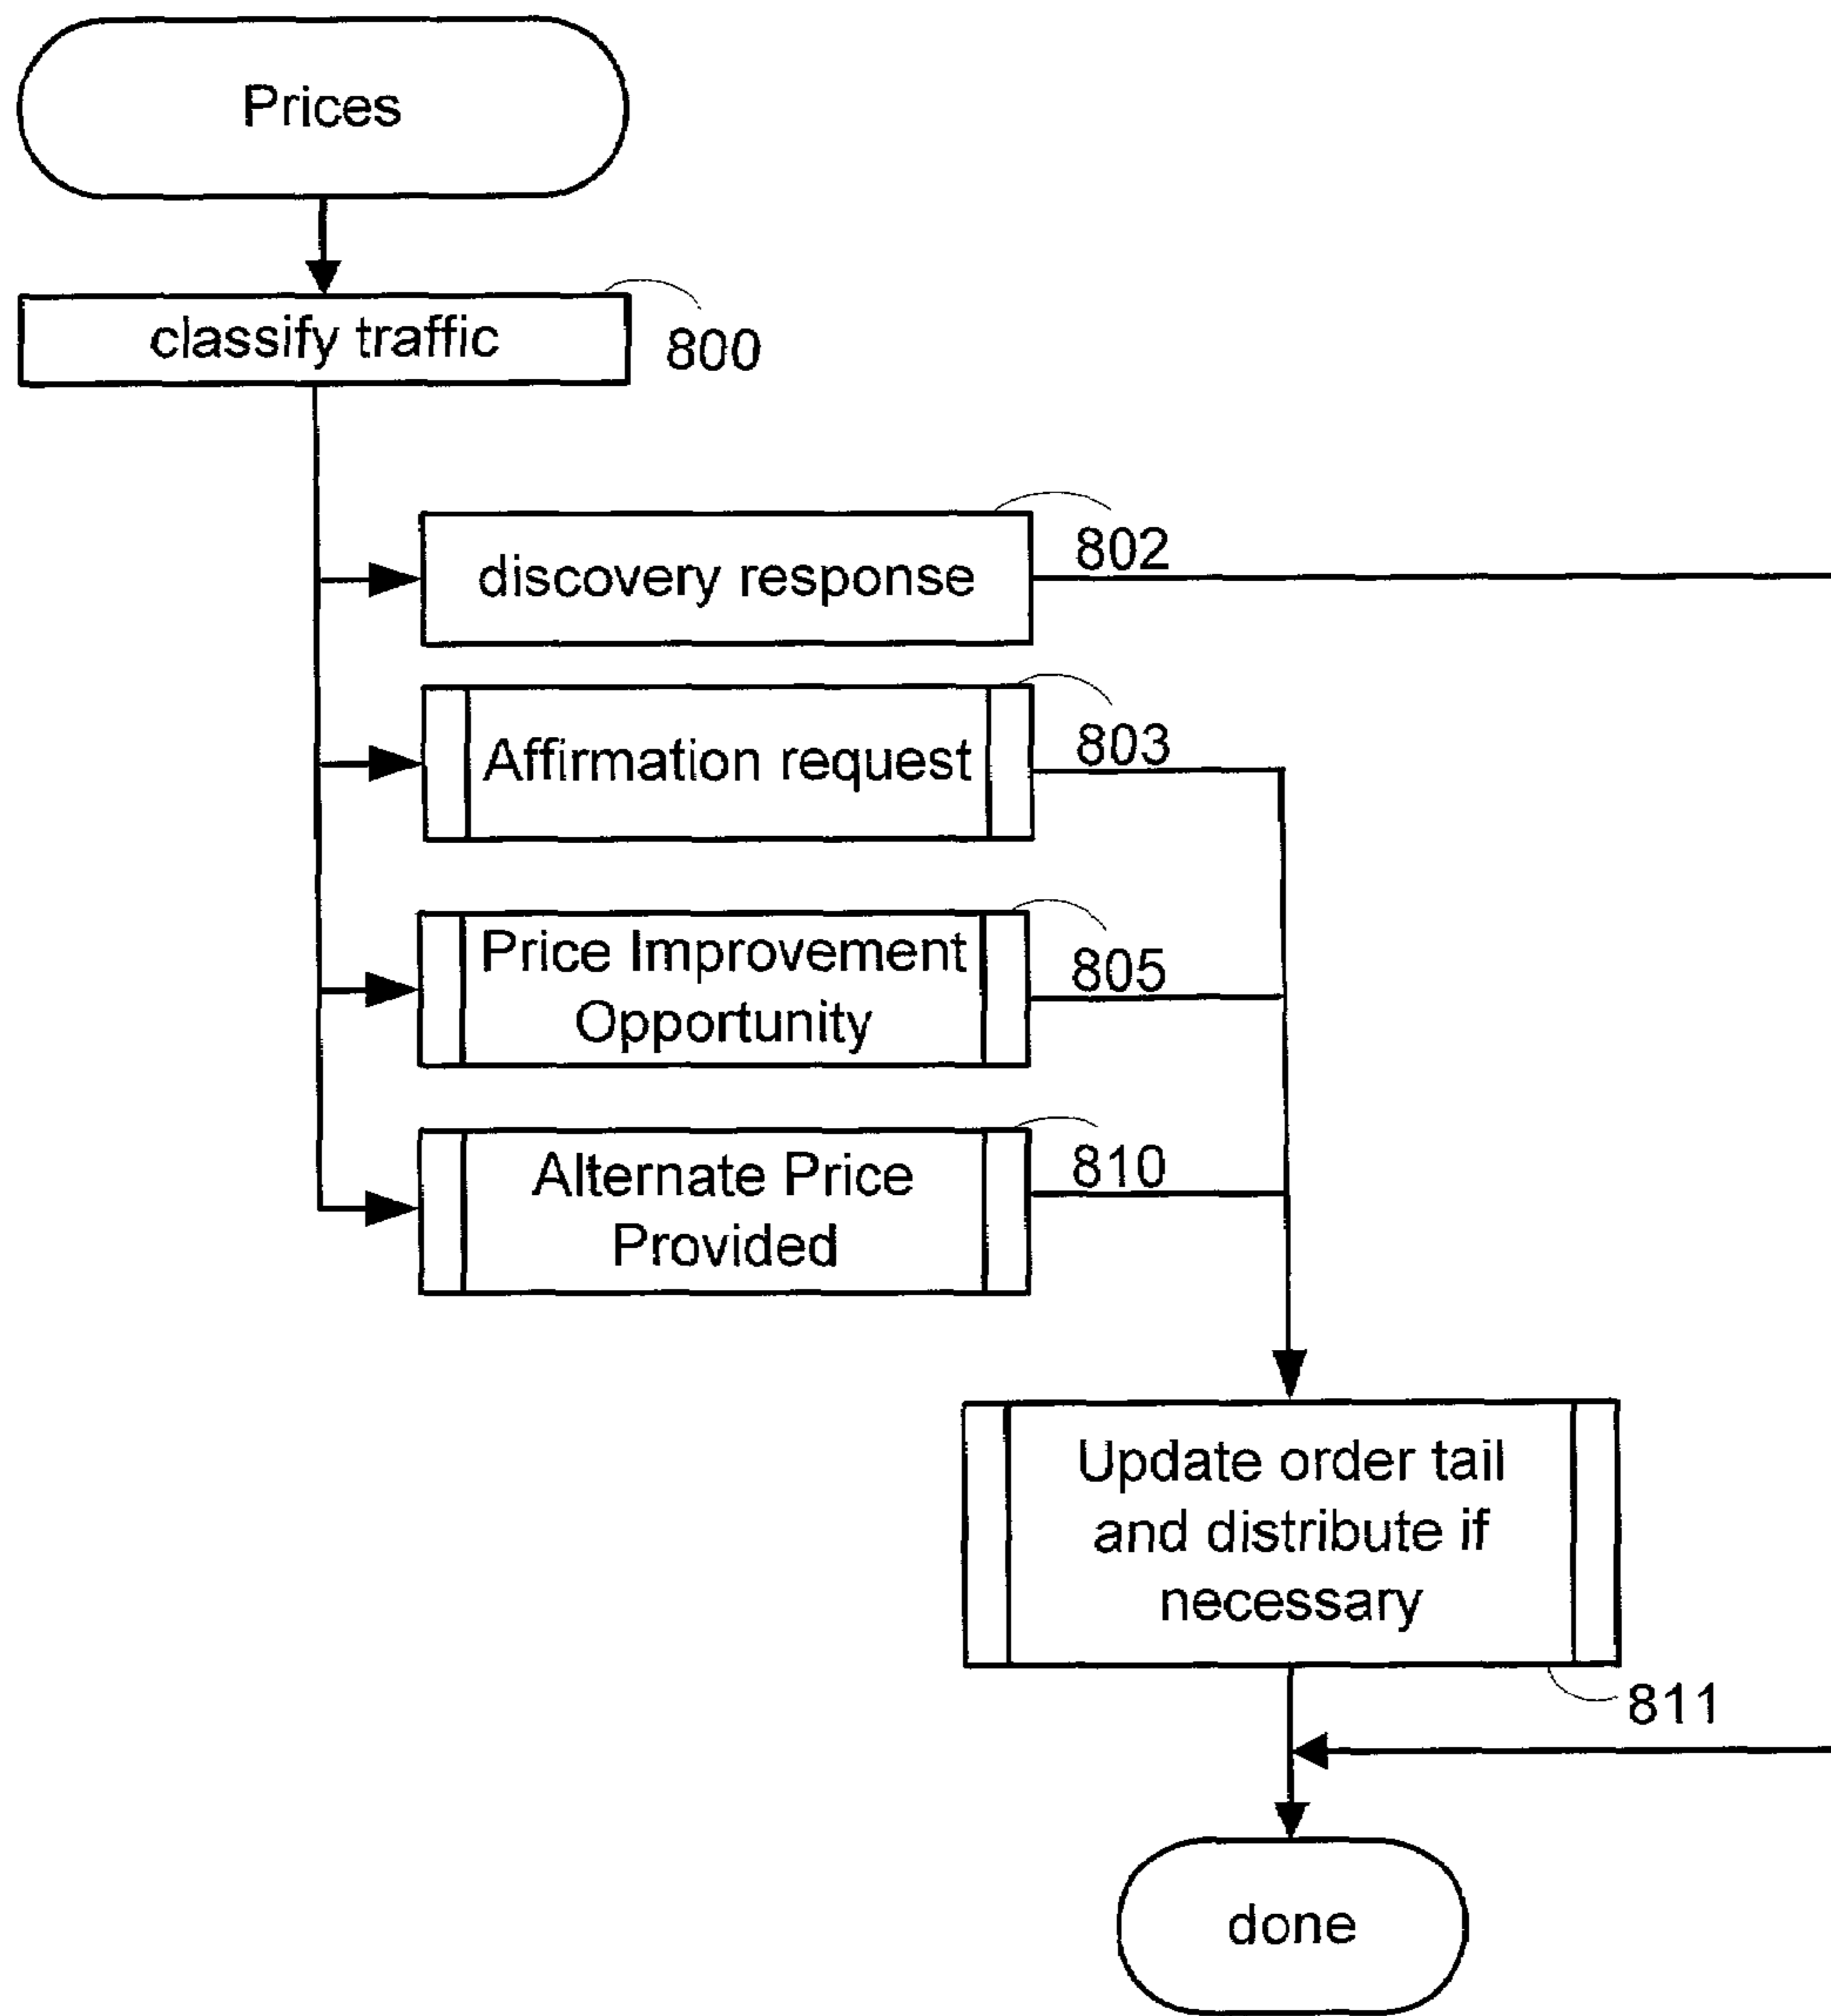 Prices
classify traffic
800
discovery response
802
Affirmation request
803
Price Improvement
Opportunity
805
Alternate Price
Provided
810
Update order tail
and distribute if
necessary
811
done